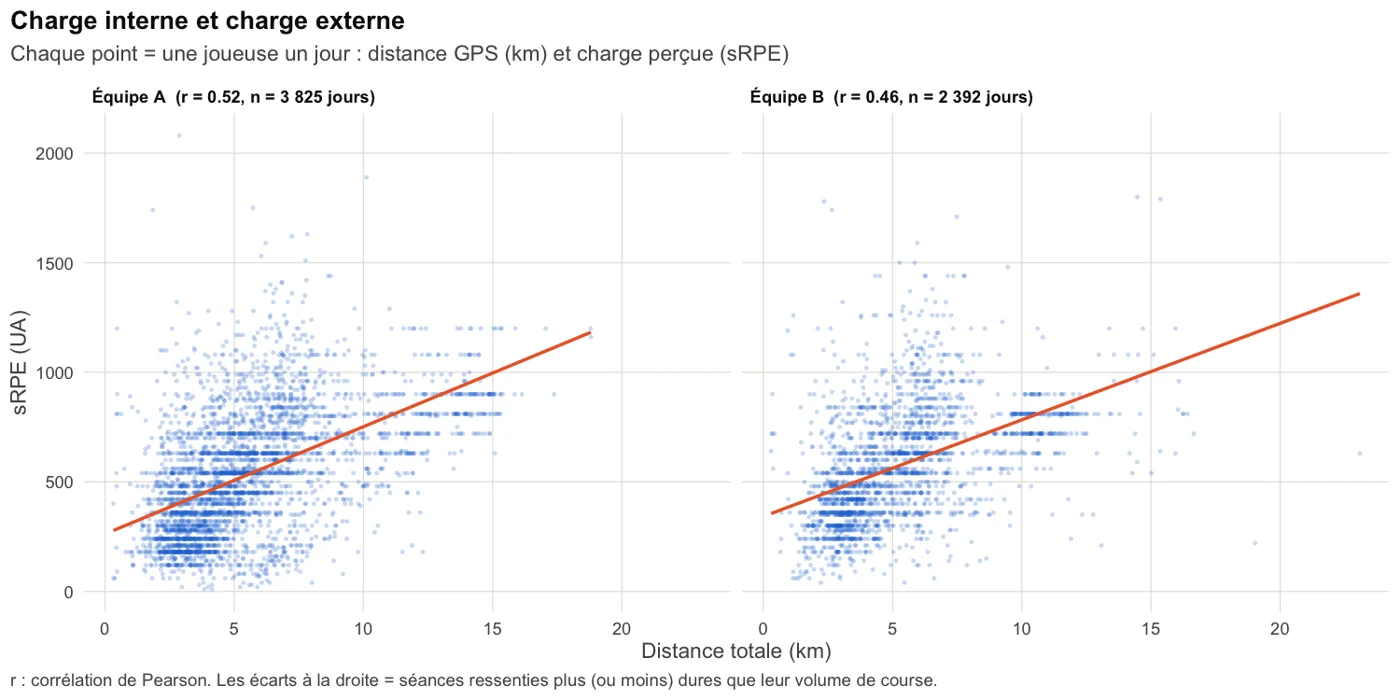 Charge interne et charge externe
Chaque point = une joueuse un jour : distance GPS (km) et charge perçue (sRPE)
Équipe A (r = 0.52, n = 3 825 jours)
Équipe B (r = 0.46, n = 2 392 jours)
sRPE (UA)
2000
1500
1000
500
0
0 5 10 15 20
0 5 10 15 20
Distance totale (km)
r : corrélation de Pearson. Les écarts à la droite = séances ressenties plus (ou moins) dures que leur volume de course.